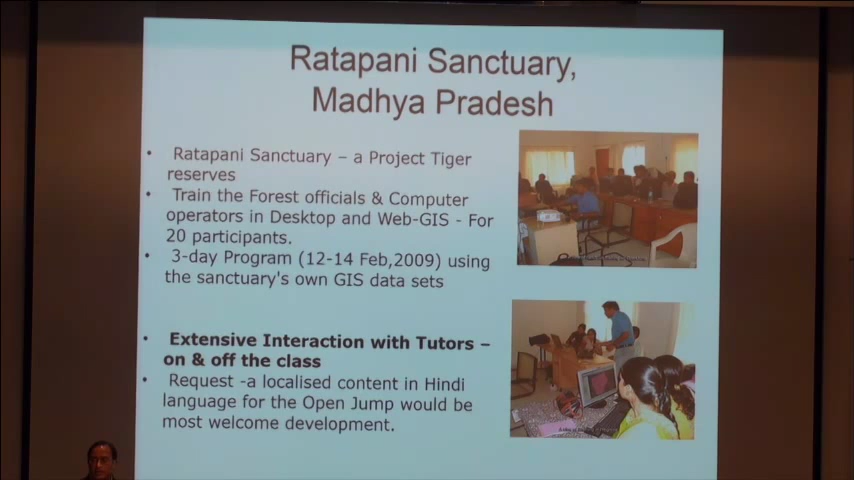 Ratapani Sanctuary,
Madhya Pradesh
• Ratapani Sanctuary – a Project Tiger
reserves
• Train the Forest officials & Computer
operators in Desktop and Web-GIS - For
20 participants.
• 3-day Program (12-14 Feb,2009) using
the sanctuary's own GIS data sets
• Extensive Interaction with Tutors –
on & off the class
• Request -a localised content in Hindi
language for the Open Jump would be
most welcome development.